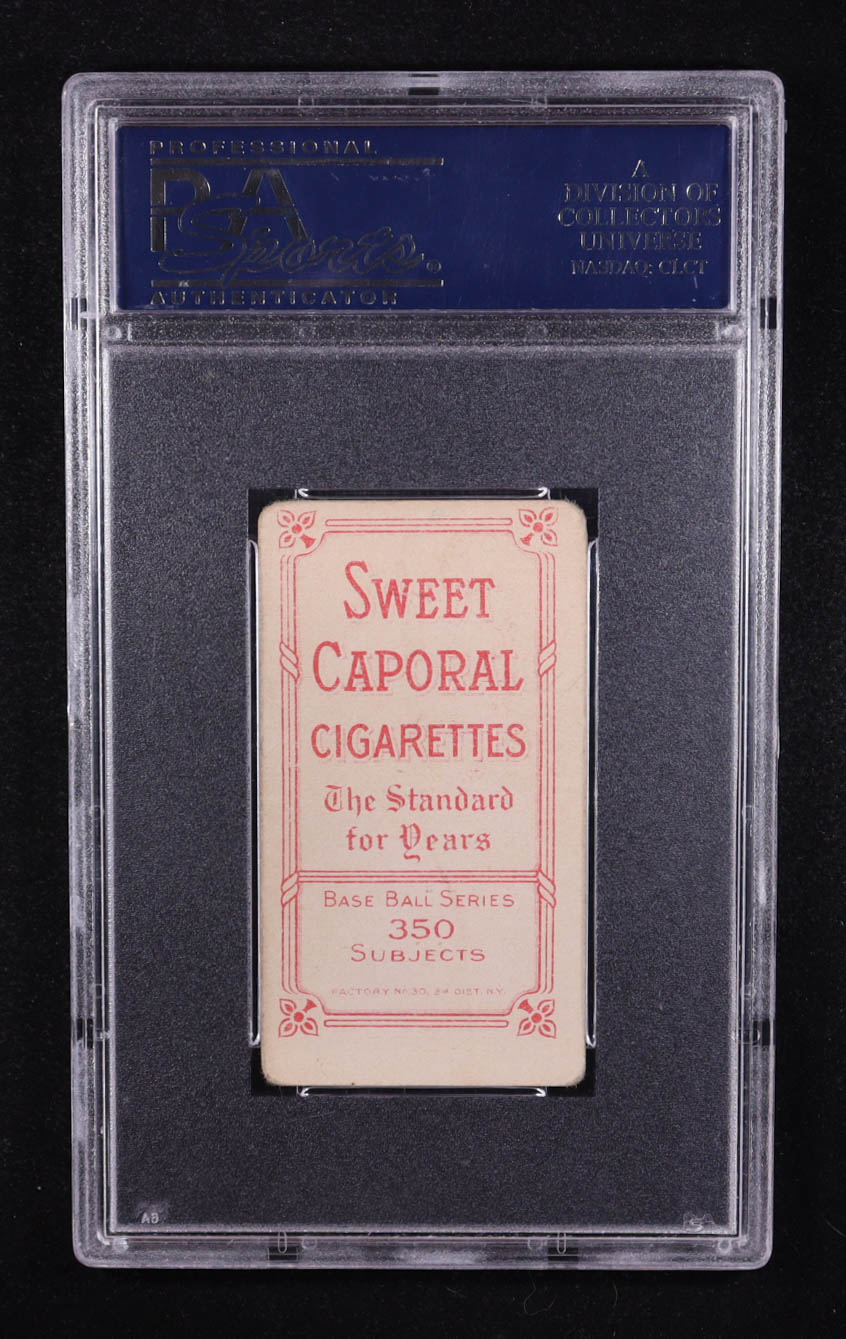 PROFESSIONAL
PSA
Sports
AUTHENTICATOR
A
DIVISION OF
COLLECTORS
UNIVERSE
NASDAQ: CLCT
SWEET
CAPORAL
CIGARETTES
The Standard
for Years
BASE BALL SERIES
350
SUBJECTS
FACTORY No. 30, 2d DIST. N.Y.